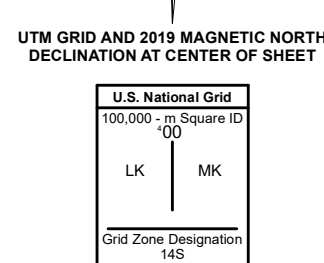 UTM GRID AND 2019 MAGNETIC NORTH
DECLINATION AT CENTER OF SHEET
U.S. National Grid
100,000 - m Square ID
⁴00
LK MK
Grid Zone Designation
14S